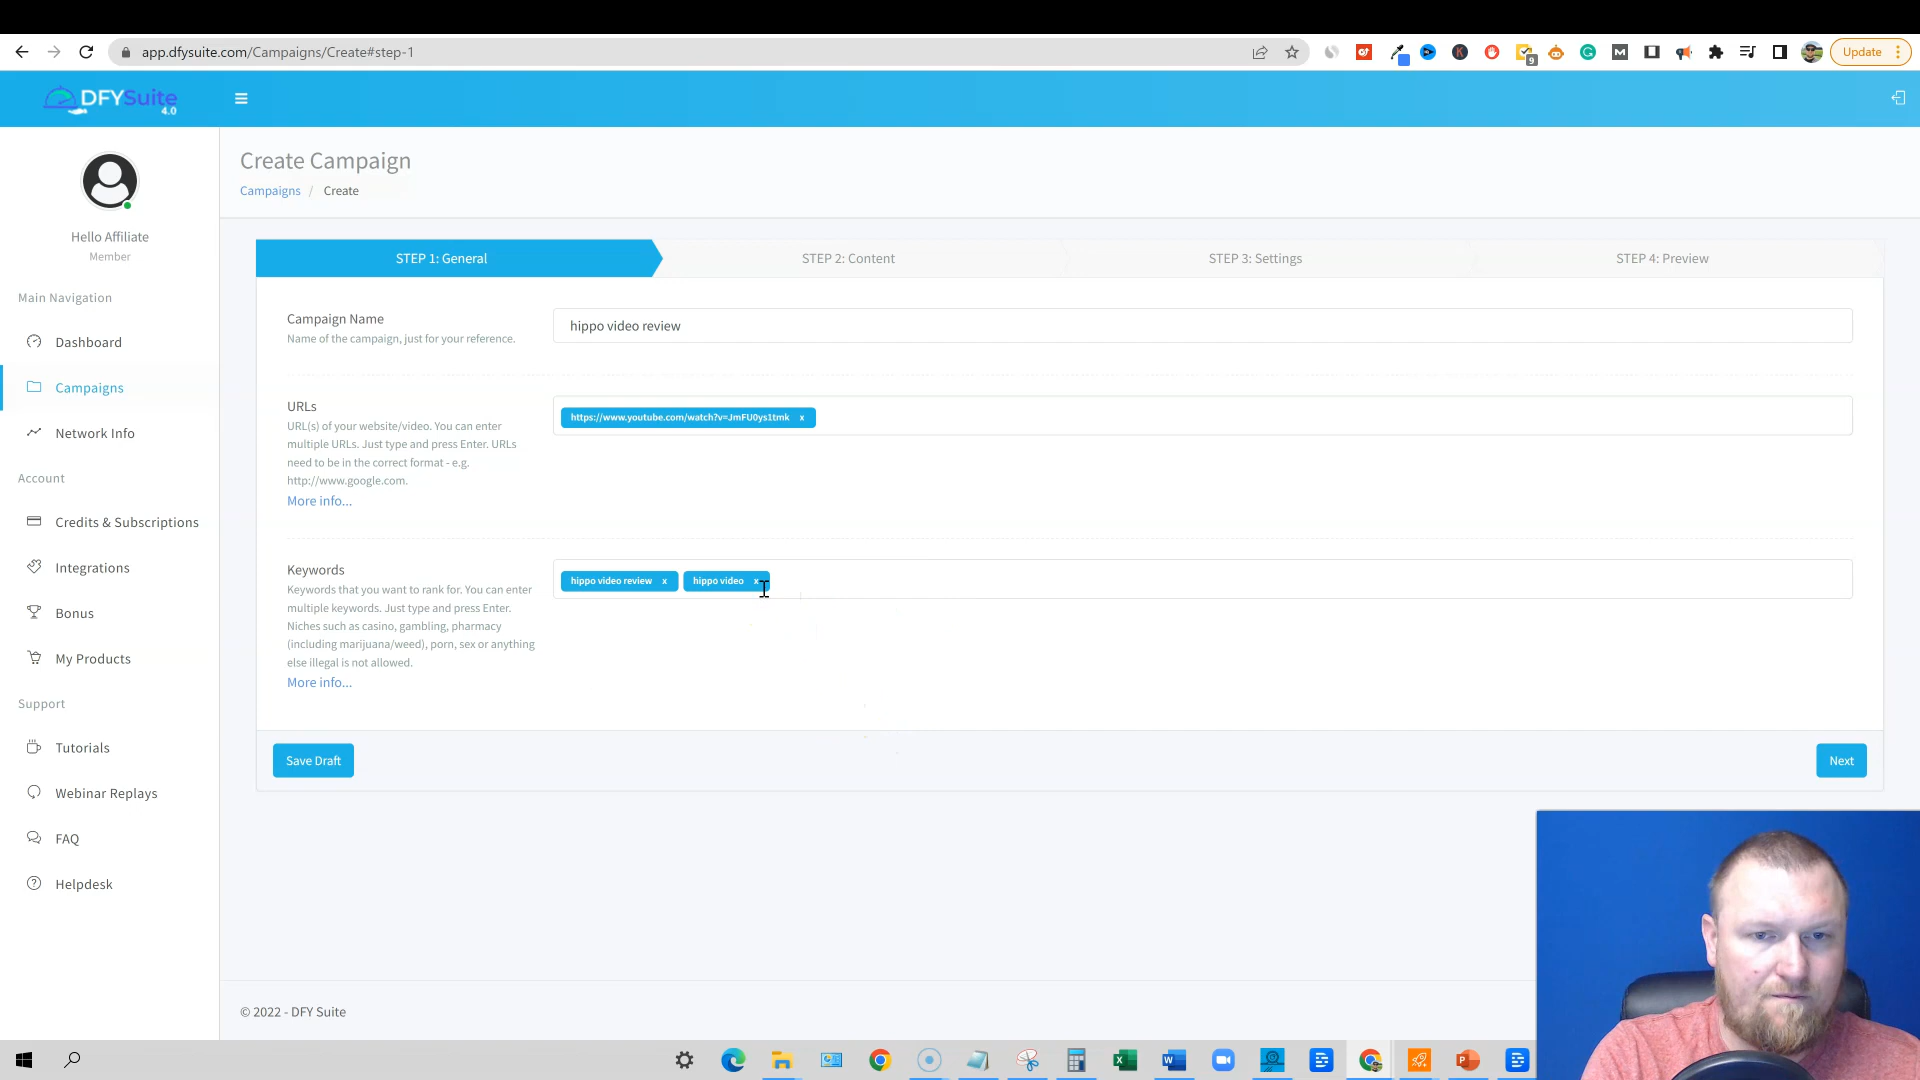 app.dfysuite.com/Campaigns/Create#step-1
9
Update
DFYSuite
4.0
Create Campaign
Campaigns / Create
Hello Affiliate
Member
Main Navigation
Dashboard
Campaigns
Network Info
Account
Credits & Subscriptions
Integrations
Bonus
My Products
Support
Tutorials
Webinar Replays
FAQ
Helpdesk
STEP 1: General
STEP 2: Content
STEP 3: Settings
STEP 4: Preview
Campaign Name
Name of the campaign, just for your reference.
hippo video review
URLs
URL(s) of your website/video. You can enter
multiple URLs. Just type and press Enter. URLs
need to be in the correct format - e.g.
http://www.google.com.
More info...
https://www.youtube.com/watch?v=JmFU0ys1tmk x
Keywords
Keywords that you want to rank for. You can enter
multiple keywords. Just type and press Enter.
Niches such as casino, gambling, pharmacy
(including marijuana/weed), porn, sex or anything
else illegal is not allowed.
More info...
hippo video review x
hippo video x
Save Draft
Next
© 2022 - DFY Suite